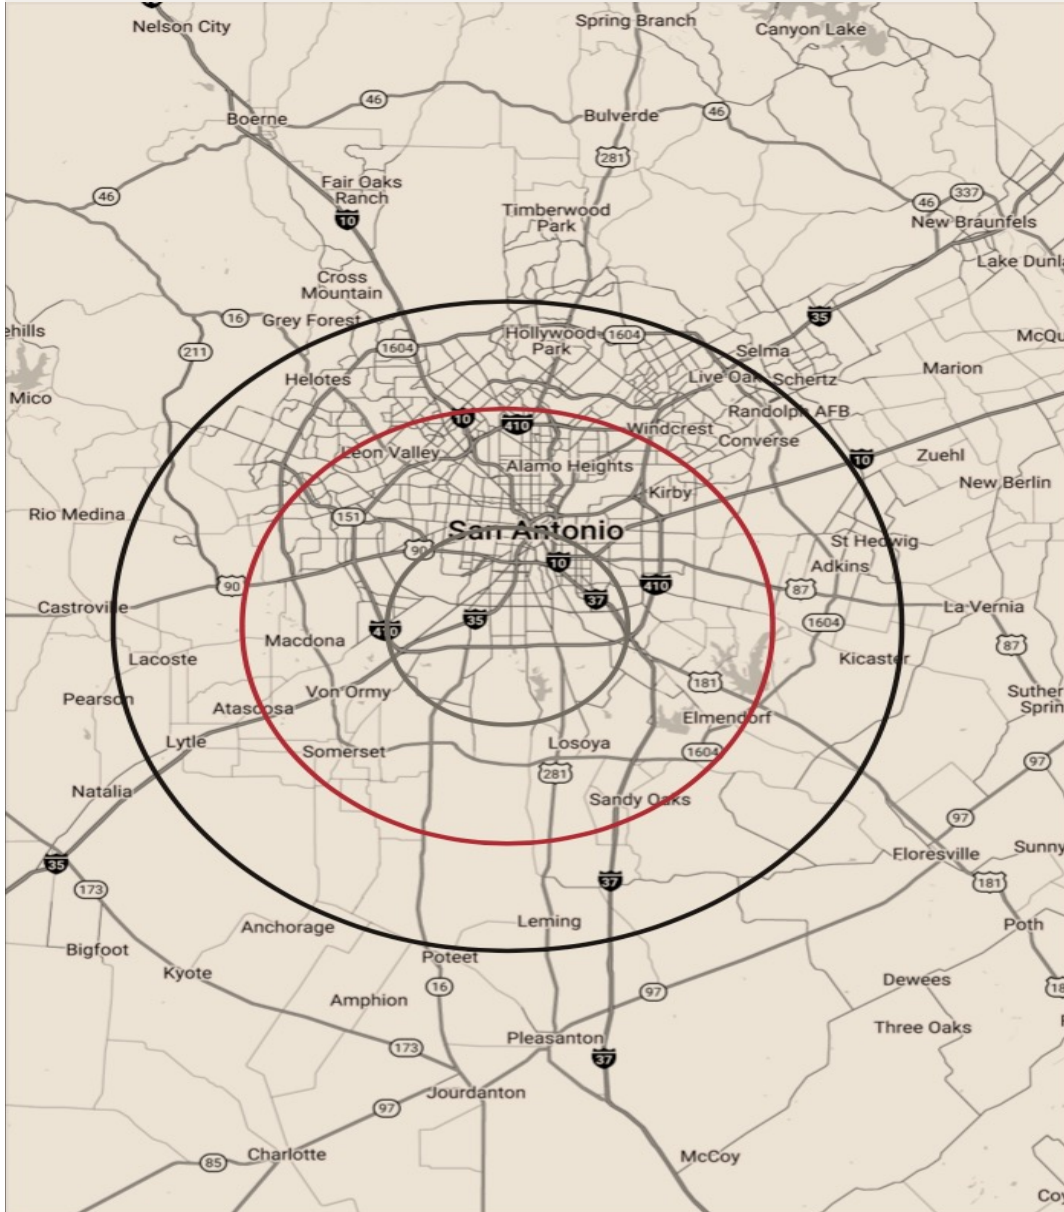 Nelson City
Spring Branch
Canyon Lake
46
46
Boerne
Bulverde
281
Fair Oaks
Ranch
46
10
Timberwood
Park
46
337
New Braunfels
Cross
Mountain
Lake Dunla
16
Grey Forest
35
ehills
1604
Hollywood
Park
1604
McQu
211
Selma
Helotes
Live Oak
Schertz
Marion
Mico
Randolph AFB
10
410
Windcrest
Converse
Leon Valley
Alamo Heights
10
Zuehl
Kirby
New Berlin
Rio Medina
151
San Antonio
St Hedwig
90
10
Adkins
90
410
87
37
Castroville
La Vernia
35
410
1604
Macdona
87
Lacoste
Kicaster
Pearson
Von Ormy
181
Suther
Sprin
Atascosa
Elmendorf
Lytle
Somerset
Losoya
1604
97
281
Natalia
Sandy Oaks
97
Sunny
35
Floresville
173
37
181
Anchorage
Leming
Poth
Bigfoot
Poteet
Kyote
Dewees
16
97
18
Amphion
Three Oaks
Pleasanton
173
37
Jourdanton
97
Charlotte
85
McCoy
Coy